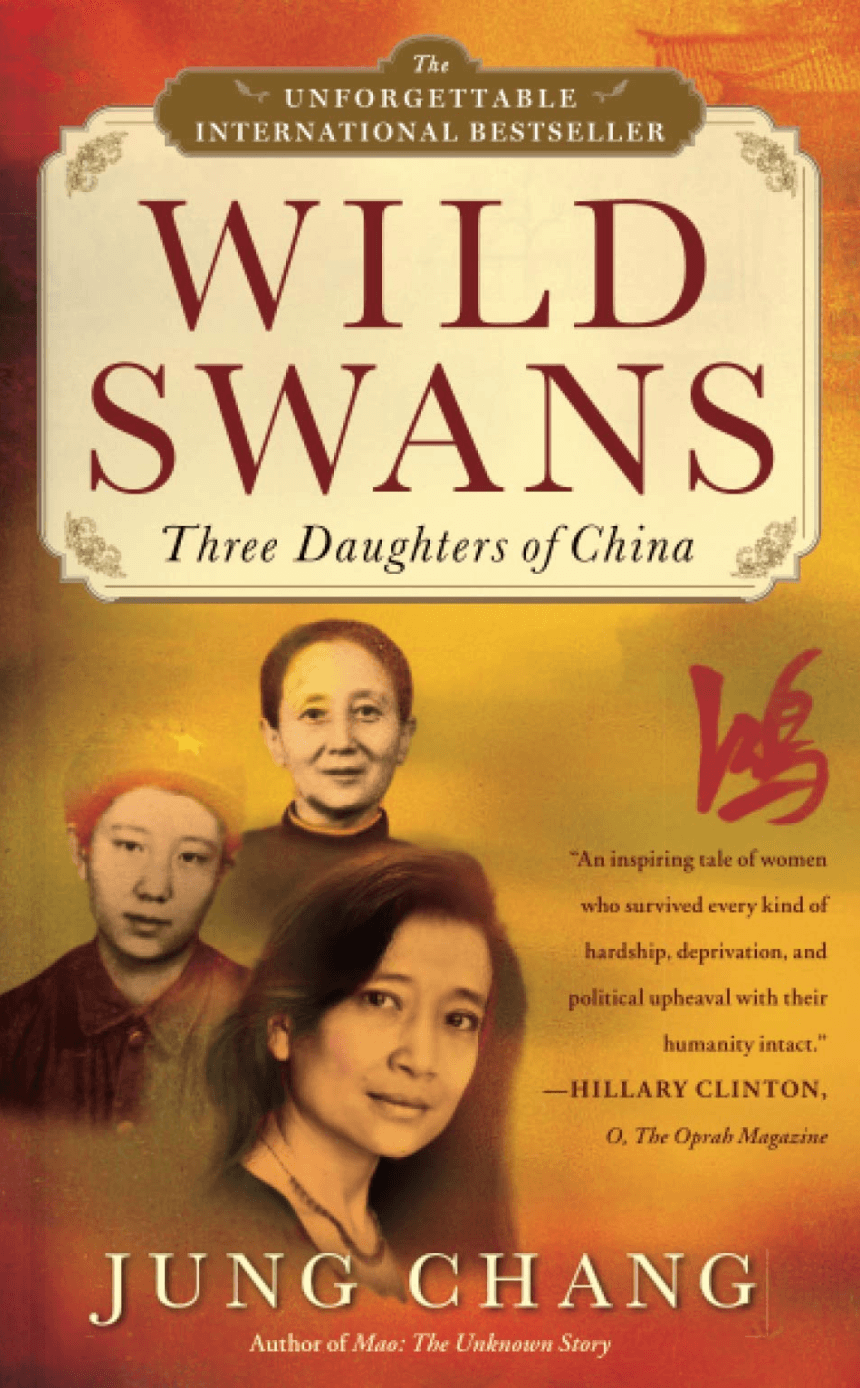 The
UNFORGETTABLE
INTERNATIONAL BESTSELLER
WILD
SWANS
Three Daughters of China
鴻
"An inspiring tale of women
who survived every kind of
hardship, deprivation, and
political upheaval with their
humanity intact."
—HILLARY CLINTON,
O, The Oprah Magazine
JUNG CHANG
Author of Mao: The Unknown Story